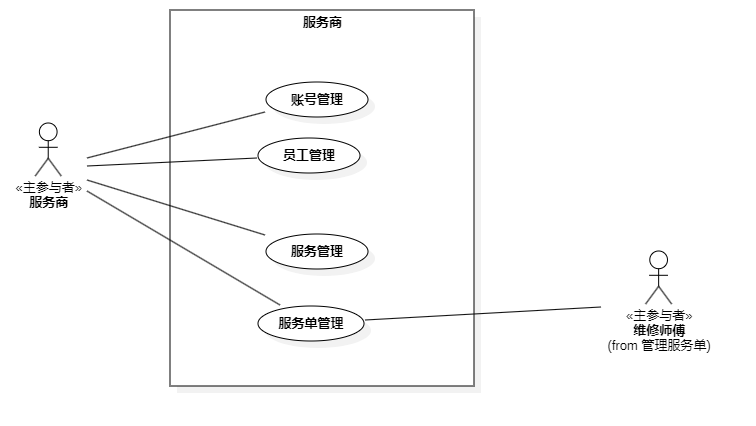 服务商
账号管理
员工管理
«主参与者»
服务商
服务管理
服务单管理
«主参与者»
维修师傅
(from 管理服务单)